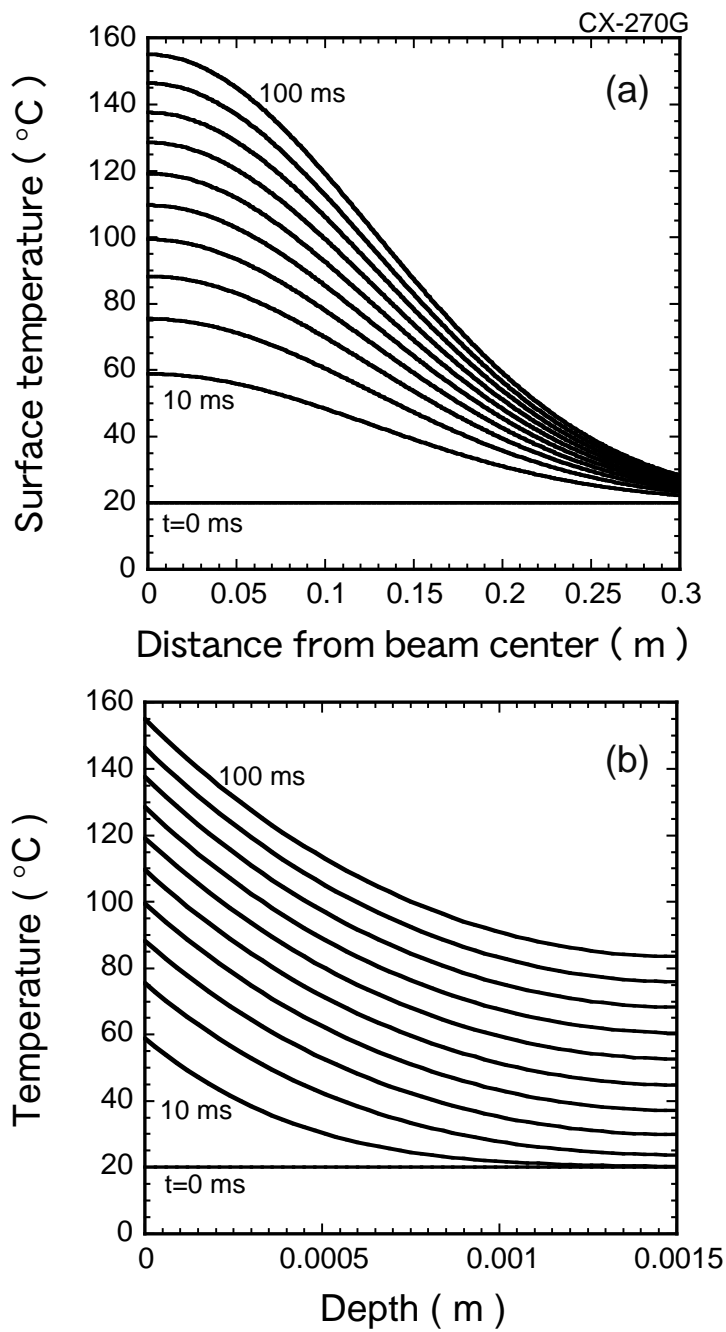 CX-270G
160
140
120
100
80
60
40
20
0
Surface temperature ( °C )
100 ms
(a)
10 ms
t=0 ms
0 0.05 0.1 0.15 0.2 0.25 0.3
Distance from beam center ( m )
160
140
120
100
80
60
40
20
0
Temperature ( °C )
100 ms
(b)
10 ms
t=0 ms
0 0.0005 0.001 0.0015
Depth ( m )